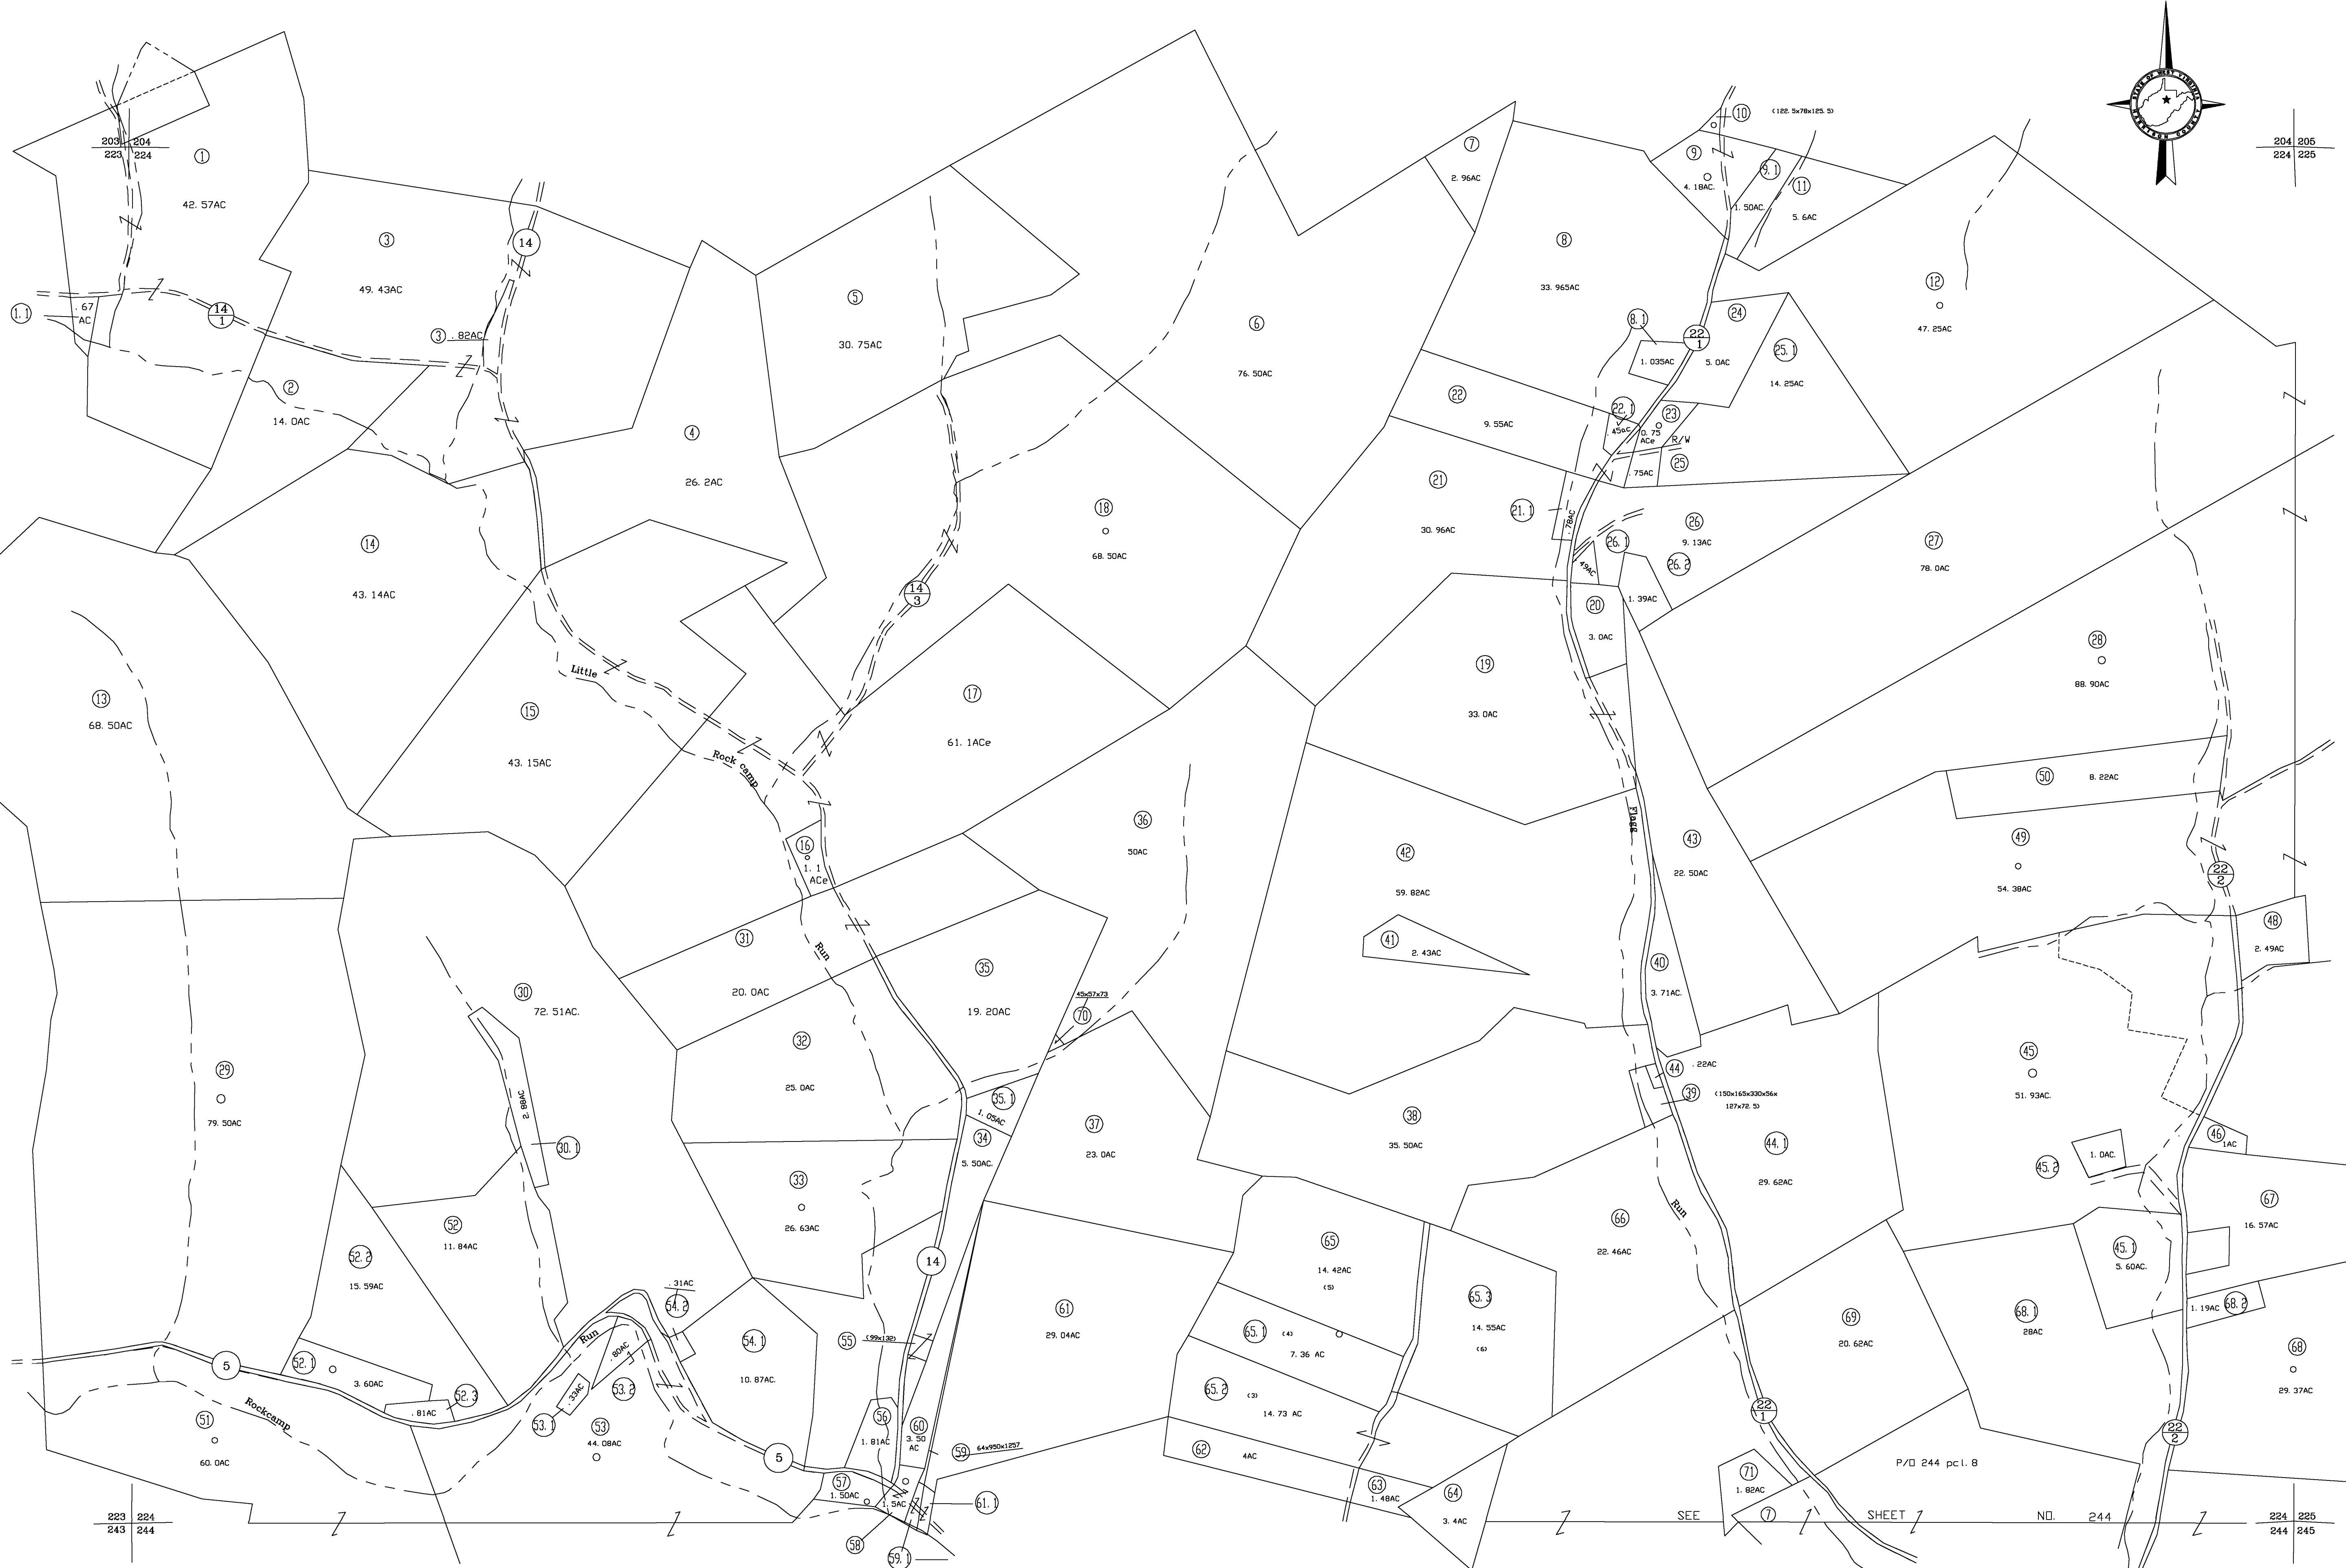 STATE OF WEST VIRGINIA
HARRISON COUNTY
203 204
223 224
204 205
224 225
1
42.57AC
1.1
.67
AC
14
1
2
14.0AC
3
49.43AC
14
3
.82AC
4
26.2AC
5
30.75AC
6
76.50AC
7
2.96AC
8
33.965AC
9
4.18AC.
10
(122.5x78x125.5)
9.1
1.50AC.
11
5.6AC
12
47.25AC
8.1
1.035AC
22
1
24
5.0AC
25.1
14.25AC
22
9.55AC
22.1
.45AC
23
0.75
ACe
R/W
.75AC
25
21
30.96AC
21.1
.78AC
26
9.13AC
26.1
.49AC
26.2
1.39AC
27
78.0AC
14
43.14AC
18
68.50AC
14
3
20
3.0AC
19
33.0AC
28
88.90AC
13
68.50AC
15
43.15AC
Little
Rock camp
Run
17
61.1ACe
16
1.1
ACe
36
50AC
42
59.82AC
41
2.43AC
Flagg
43
22.50AC
50
8.22AC
49
54.38AC
22
2
48
2.49AC
31
20.0AC
35
19.20AC
45x57x73
70
40
3.71AC.
30
72.51AC.
2.88AC
30.1
32
25.0AC
35.1
1.05AC
34
5.50AC.
29
79.50AC
33
26.63AC
37
23.0AC
38
35.50AC
44
.22AC
39
(150x165x330x56x
127x72.5)
44.1
29.62AC
45
51.93AC.
46
1AC
1.0AC.
45.2
67
16.57AC
52
11.84AC
52.2
15.59AC
14
65
14.42AC
(5)
66
22.46AC
Run
45.1
5.60AC.
.31AC
54.2
54.1
10.87AC.
55
(99x132)
61
29.04AC
65.1
(4)
7.36 AC
65.3
14.55AC
(6)
69
20.62AC
68.1
28AC
1.19AC
68.2
68
29.37AC
5
52.1
3.60AC
52.3
.81AC
Run
.80AC
53.2
.33AC
53.1
53
44.08AC
Rockcamp
51
60.0AC
5
56
1.81AC
60
3.50
AC
59
64x950x1257
65.2
(3)
14.73 AC
62
4AC
63
1.48AC
64
3.4AC
22
1
22
2
P/O 244 pcl.8
71
1.82AC
7
57
1.50AC
1.5AC
58
61.1
59.1
SEE SHEET NO. 244
223 224
243 244
224 225
244 245